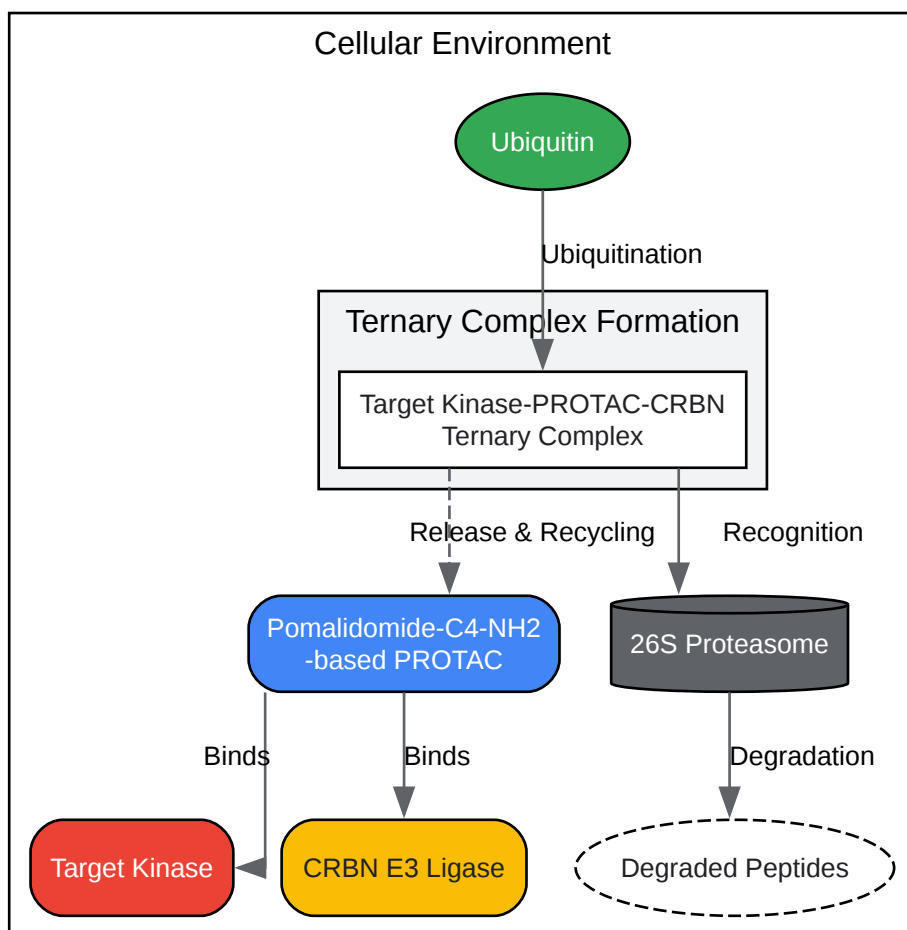 Cellular Environment
Ubiquitin
Ubiquitination
Ternary Complex Formation
Target Kinase-PROTAC-CRBN
Ternary Complex
Release & Recycling
Recognition
Pomalidomide-C4-NH2
-based PROTAC
26S Proteasome
Binds
Binds
Degradation
Target Kinase
CRBN E3 Ligase
Degraded Peptides